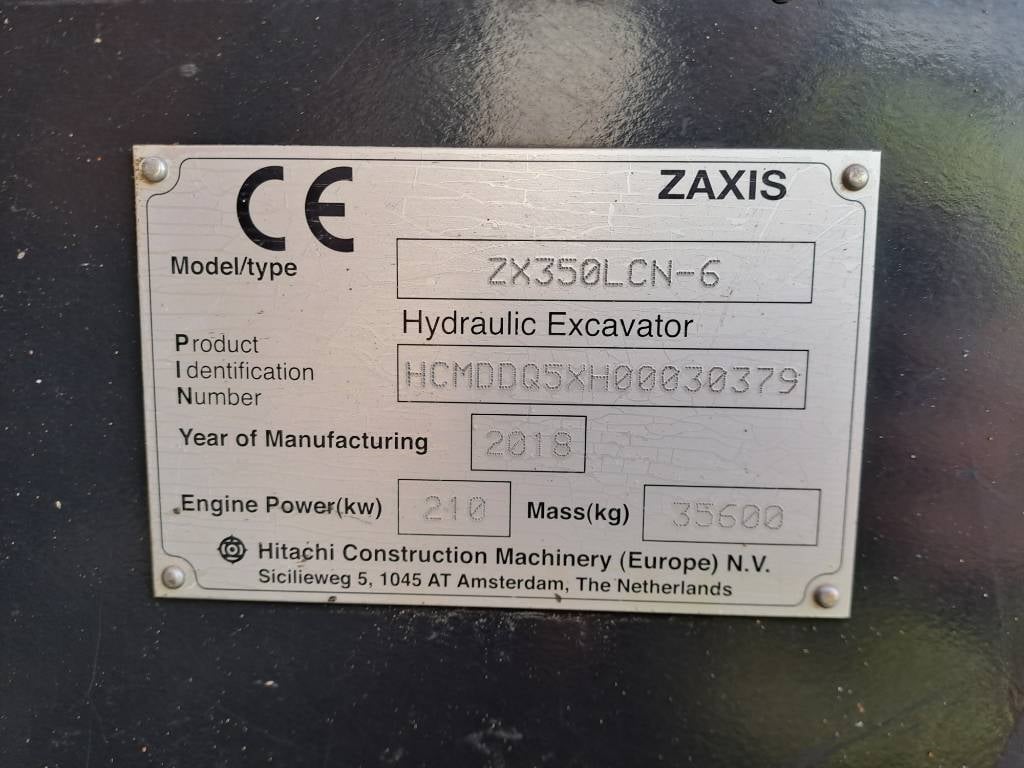 CE ZAXIS
Model/type ZX350LCN-6
Hydraulic Excavator
Product
Identification HCMDDQ5XH00030379
Number
Year of Manufacturing 2018
Engine Power(kw) 210 Mass(kg) 35600
Hitachi Construction Machinery (Europe) N.V.
Sicilieweg 5, 1045 AT Amsterdam, The Netherlands